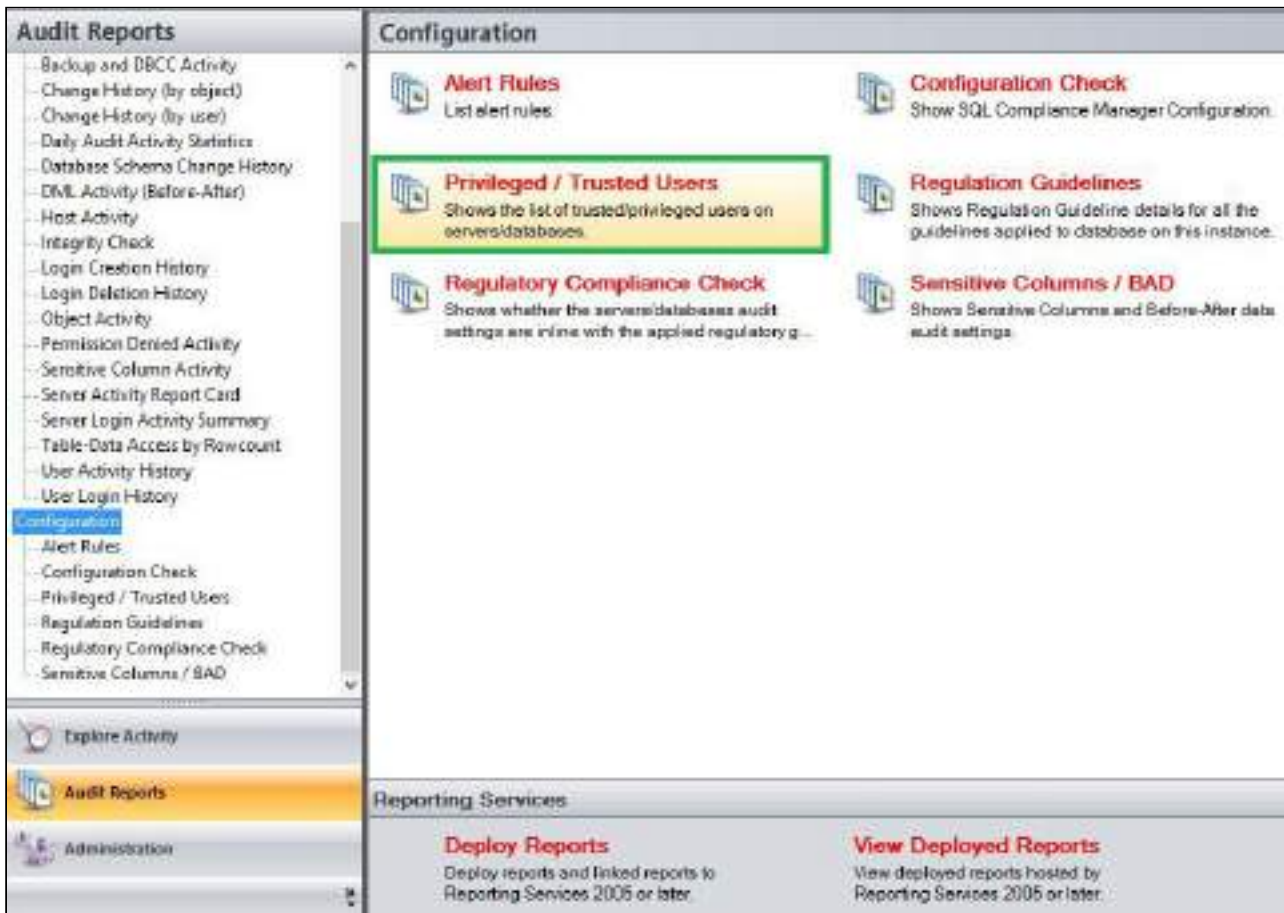 Audit Reports
Backup and DBCC Activity
Change History (by object)
Change History (by user)
Daily Audit Activity Statistics
Database Schema Change History
DML Activity (Before-After)
Host Activity
Integrity Check
Login Creation History
Login Deletion History
Object Activity
Permission Denied Activity
Sensitive Column Activity
Server Activity Report Card
Server Login Activity Summary
Table-Data Access by Rowcount
User Activity History
User Login History
Configuration
Alert Rules
Configuration Check
Privileged / Trusted Users
Regulation Guidelines
Regulatory Compliance Check
Sensitive Columns / BAD
Explore Activity
Audit Reports
Administration
Configuration
Alert Rules
List alert rules.
Configuration Check
Show SQL Compliance Manager Configuration.
Privileged / Trusted Users
Shows the list of trusted/privileged users on
servers/databases.
Regulation Guidelines
Shows Regulation Guideline details for all the
guidelines applied to database on this instance.
Regulatory Compliance Check
Shows whether the servers/databases audit
settings are inline with the applied regulatory g...
Sensitive Columns / BAD
Shows Sensitive Columns and Before-After data
audit settings.
Reporting Services
Deploy Reports
Deploy reports and linked reports to
Reporting Services 2005 or later.
View Deployed Reports
View deployed reports hosted by
Reporting Services 2005 or later.